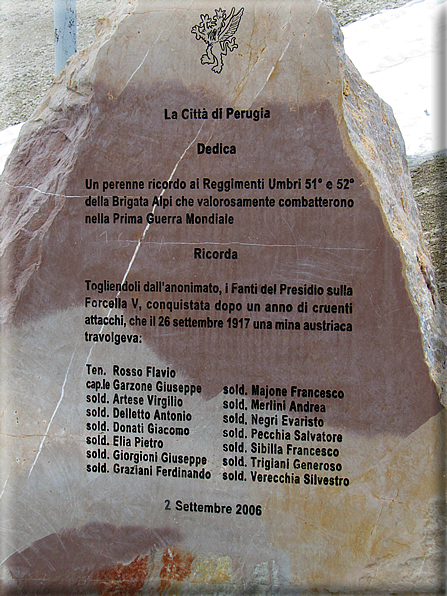 La Città di Perugia
Dedica
Un perenne ricordo ai Reggimenti Umbri 51° e 52°
della Brigata Alpi che valorosamente combatterono
nella Prima Guerra Mondiale
Ricorda
Togliendoli dall'anonimato, i Fanti del Presidio sulla
Forcella V, conquistata dopo un anno di cruenti
attacchi, che il 26 settembre 1917 una mina austriaca
travolgeva:
Ten. Rosso Flavio
cap.le Garzone Giuseppe
sold. Artese Virgilio
sold. Delletto Antonio
sold. Donati Giacomo
sold. Elia Pietro
sold. Giorgioni Giuseppe
sold. Graziani Ferdinando
sold. Majone Francesco
sold. Merlini Andrea
sold. Negri Evaristo
sold. Pecchia Salvatore
sold. Sibilla Francesco
sold. Trigiani Generoso
sold. Verecchia Silvestro
2 Settembre 2006